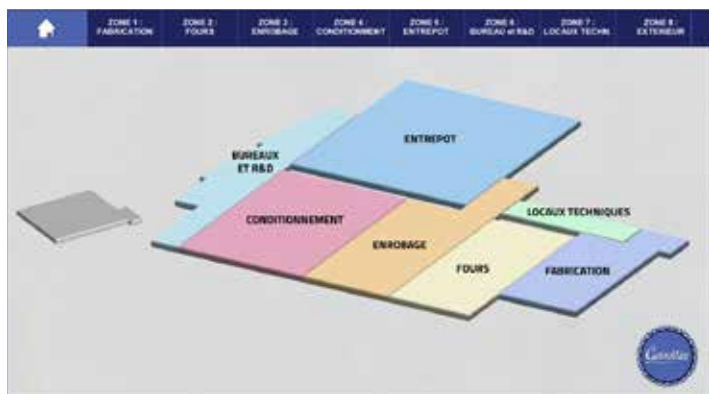 ZONE 1 :
FABRICATION
ZONE 2 :
FOURS
ZONE 3 :
ENROBAGE
ZONE 4 :
CONDITIONMENT
ZONE 5 :
ENTREPOT
ZONE 6 :
BUREAU et R&D
ZONE 7 :
LOCAUX TECHN.
ZONE 8 :
EXTERIEUR
ENTREPOT
BUREAUX
ET R&D
CONDITIONNEMENT
LOCAUX TECHNIQUES
ENROBAGE
FOURS
FABRICATION